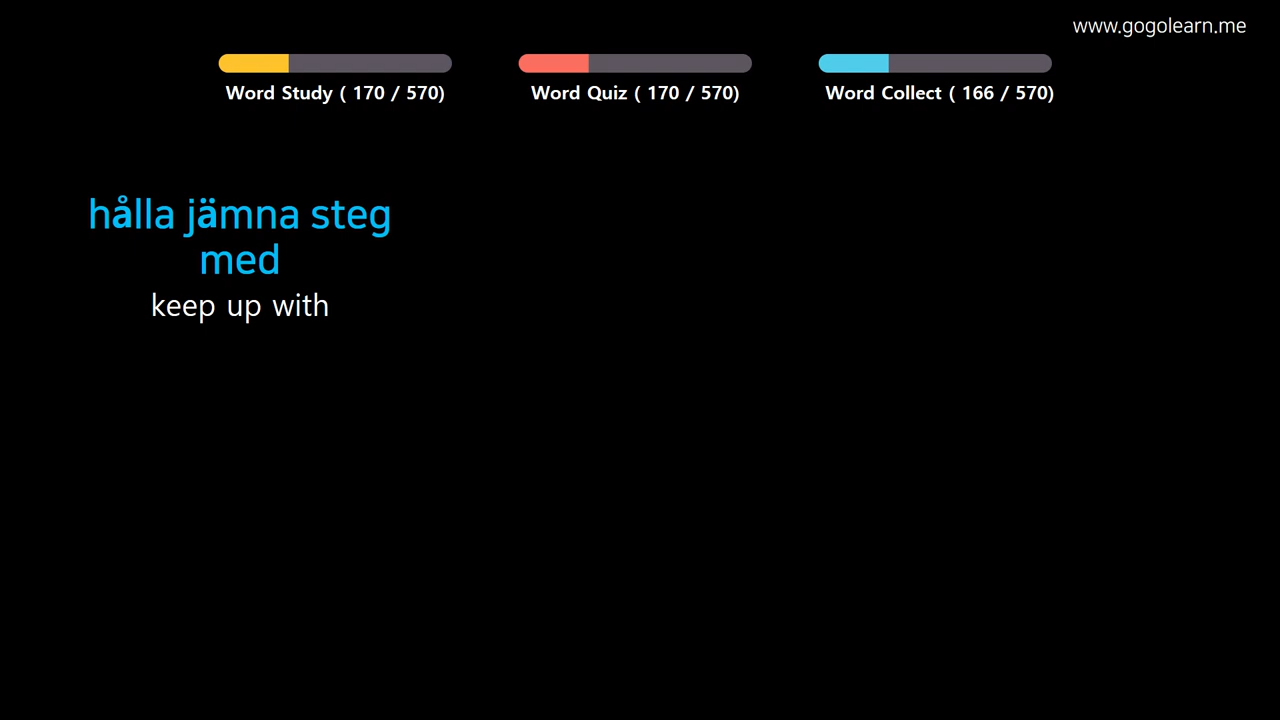 www.gogolearn.me
Word Study ( 170 / 570)
Word Quiz ( 170 / 570)
Word Collect ( 166 / 570)
hålla jämna steg
med
keep up with